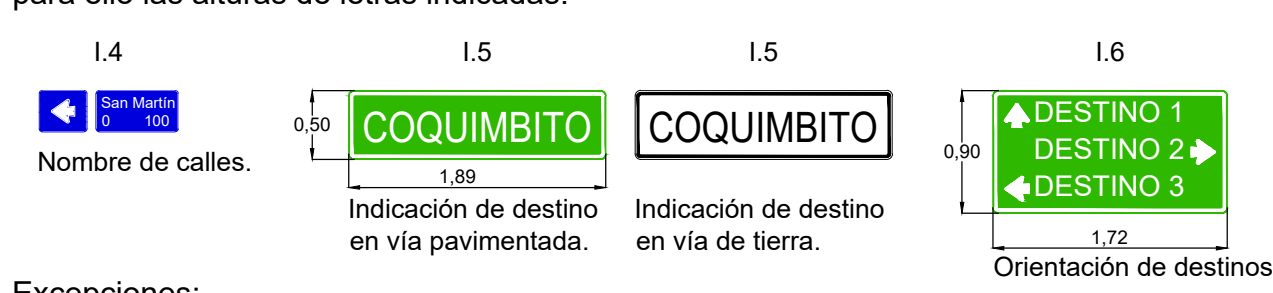 para ello las alturas de letras indicadas.
I.4
I.5
I.5
I.6
San Martín
0 100
0,50
COQUIMBITO
1,89
COQUIMBITO
0,90
DESTINO 1
DESTINO 2
DESTINO 3
1,72
Nombre de calles.
Indicación de destino
en vía pavimentada.
Indicación de destino
en vía de tierra.
Orientación de destinos
Excepciones: